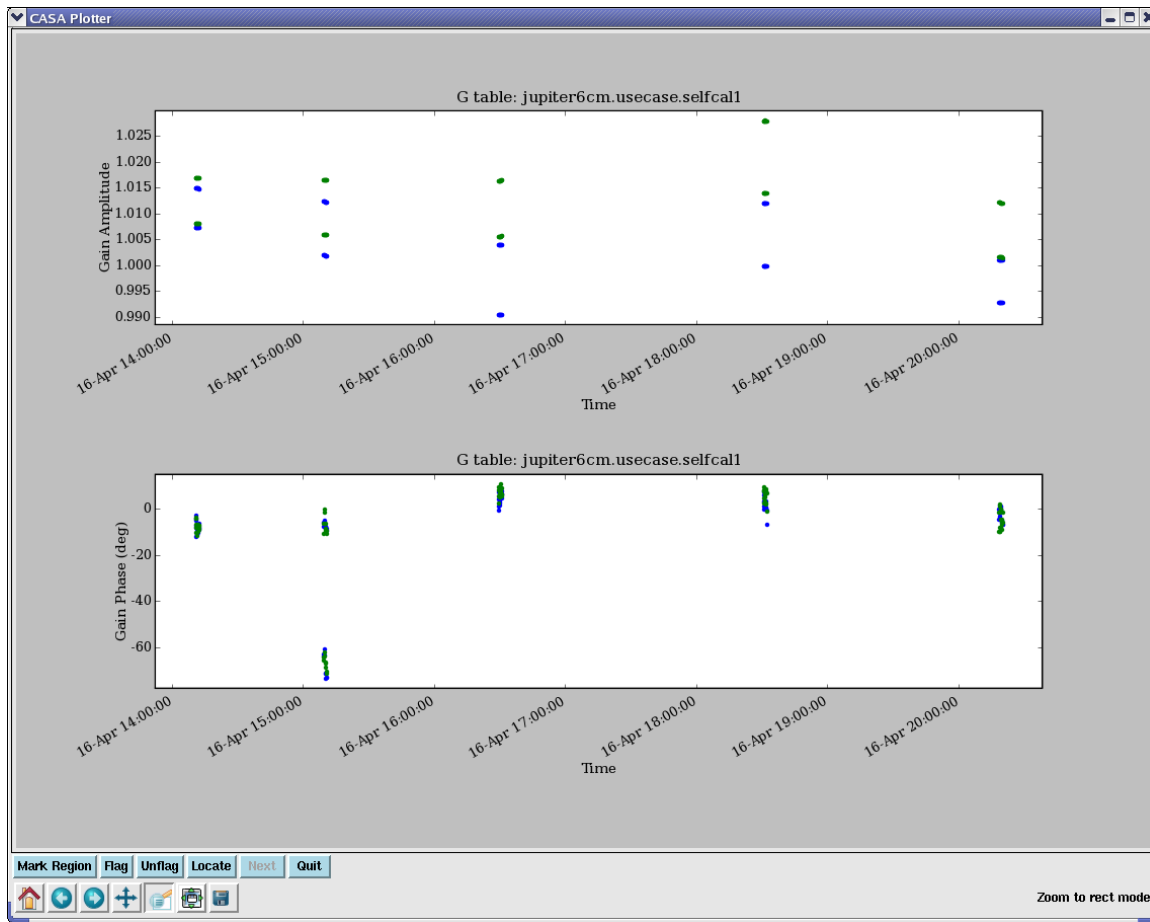 CASA Plotter
G table: jupiter6cm.usecase.selfcal1
Gain Amplitude
1.025
1.020
1.015
1.010
1.005
1.000
0.995
0.990
16-Apr 14:00:00
16-Apr 15:00:00
16-Apr 16:00:00
16-Apr 17:00:00
16-Apr 18:00:00
16-Apr 19:00:00
16-Apr 20:00:00
Time
G table: jupiter6cm.usecase.selfcal1
Gain Phase (deg)
0
-20
-40
-60
16-Apr 14:00:00
16-Apr 15:00:00
16-Apr 16:00:00
16-Apr 17:00:00
16-Apr 18:00:00
16-Apr 19:00:00
16-Apr 20:00:00
Time
Mark Region Flag Unflag Locate Next Quit
Zoom to rect mode